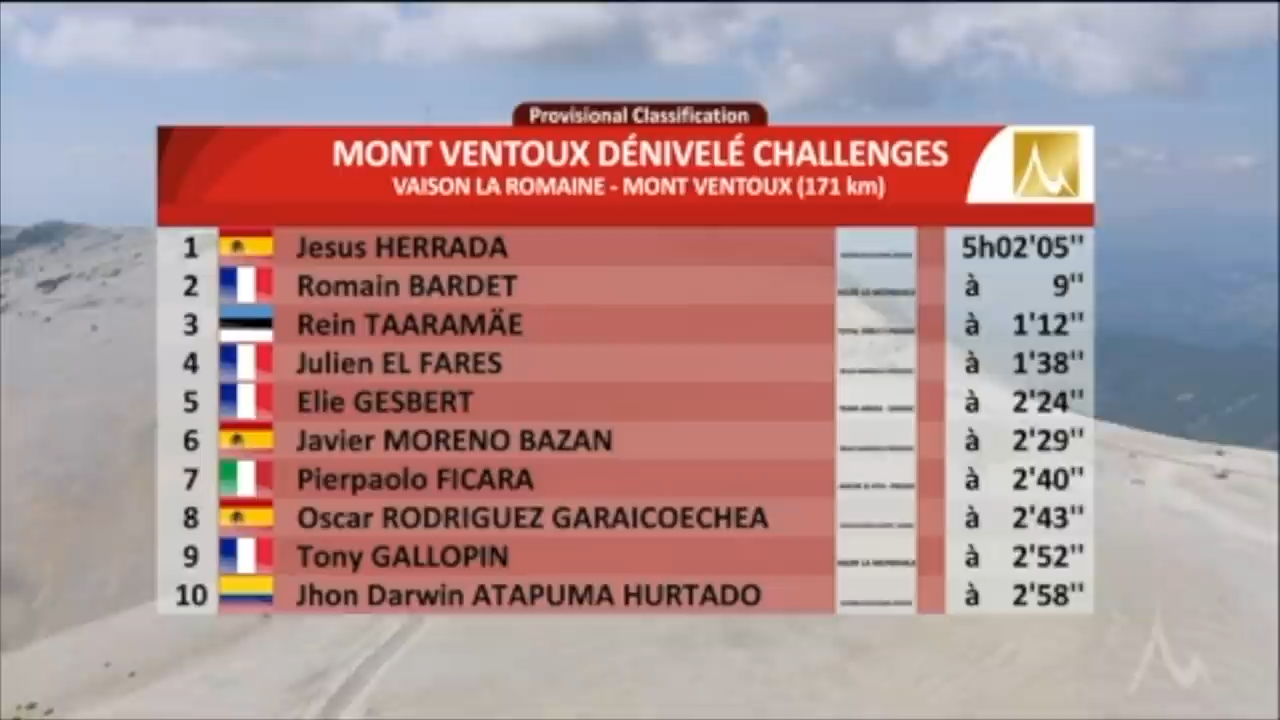 Provisional Classification
MONT VENTOUX DÉNIVELÉ CHALLENGES
VAISON LA ROMAINE - MONT VENTOUX (171 km)
1 Jesus HERRADA 5h02'05''
2 Romain BARDET à 9''
3 Rein TAARAMÄE à 1'12''
4 Julien EL FARES à 1'38''
5 Elie GESBERT à 2'24''
6 Javier MORENO BAZAN à 2'29''
7 Pierpaolo FICARA à 2'40''
8 Oscar RODRIGUEZ GARAICOECHEA à 2'43''
9 Tony GALLOPIN à 2'52''
10 Jhon Darwin ATAPUMA HURTADO à 2'58''